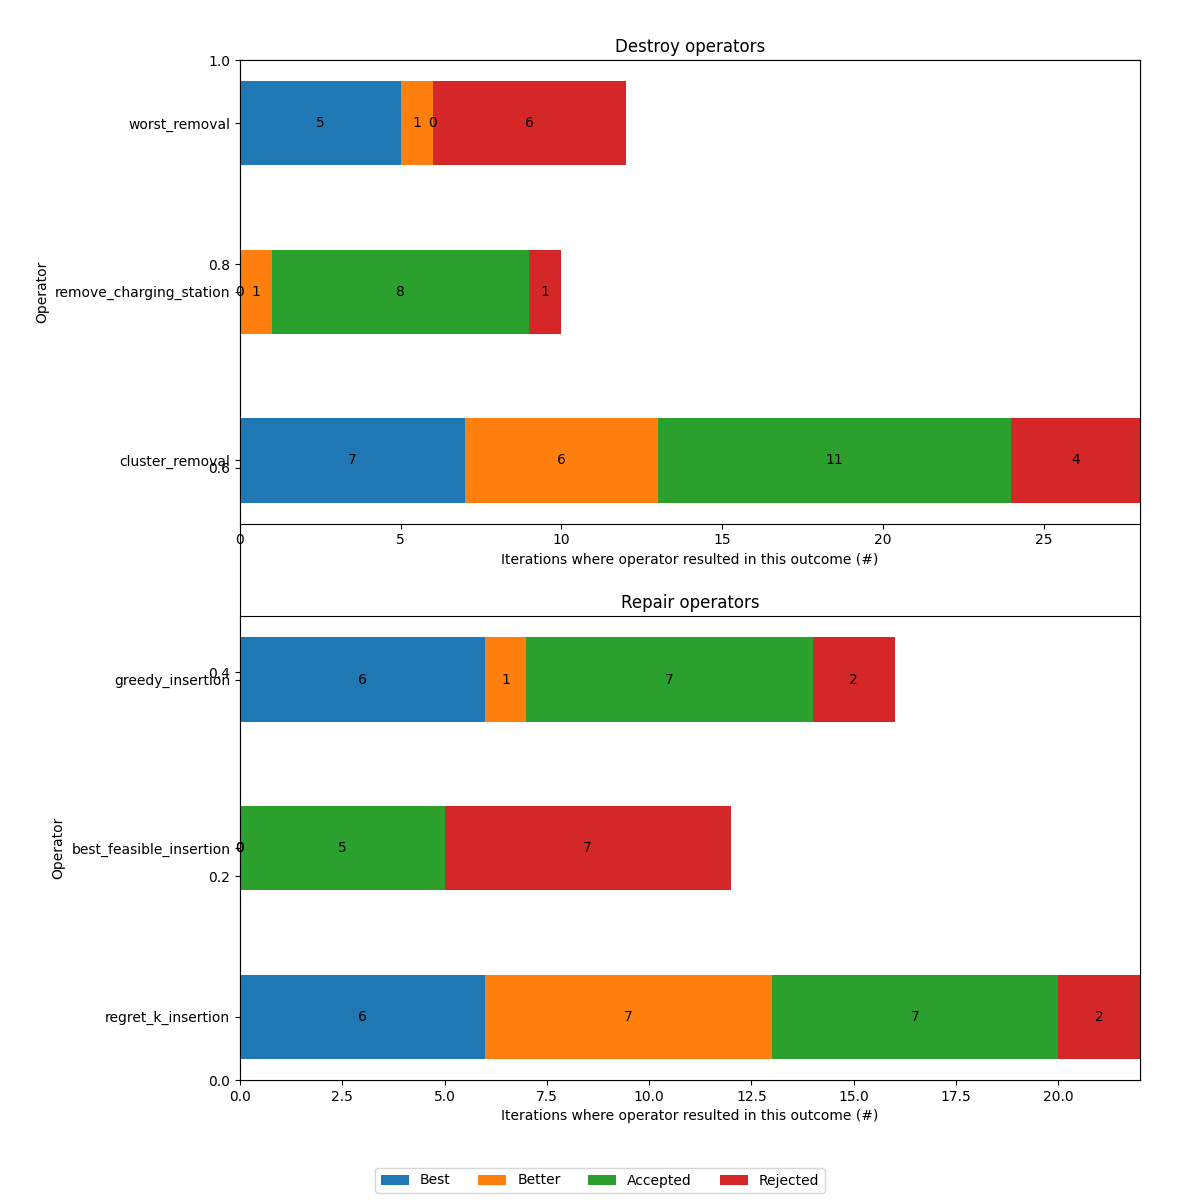 Destroy operators
1.0
worst_removal
5
1
0
6
Operator
0.8
remove_charging_station
0
1
8
1
cluster_removal
0.6
7
6
11
4
0 5 10 15 20 25
Iterations where operator resulted in this outcome (#)
Repair operators
0.4
greedy_insertion
6
1
7
2
Operator
best_feasible_insertion
0
5
7
0.2
regret_k_insertion
6
7
7
2
0.0
0.0 2.5 5.0 7.5 10.0 12.5 15.0 17.5 20.0
Iterations where operator resulted in this outcome (#)
Best Better Accepted Rejected